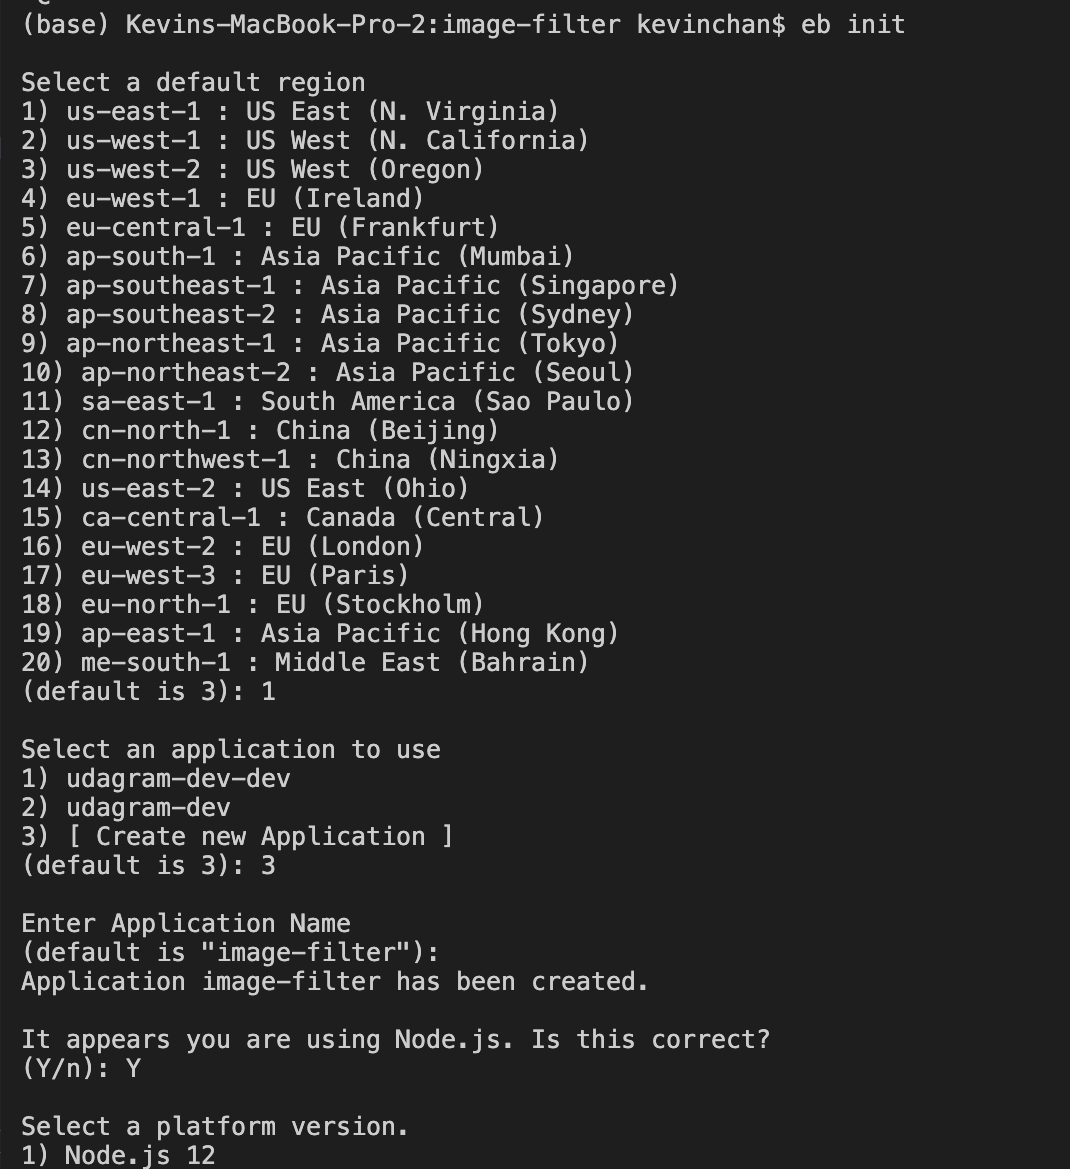 (base) Kevins-MacBook-Pro-2:image-filter kevinchan$ eb init
Select a default region
1) us-east-1 : US East (N. Virginia)
2) us-west-1 : US West (N. California)
3) us-west-2 : US West (Oregon)
4) eu-west-1 : EU (Ireland)
5) eu-central-1 : EU (Frankfurt)
6) ap-south-1 : Asia Pacific (Mumbai)
7) ap-southeast-1 : Asia Pacific (Singapore)
8) ap-southeast-2 : Asia Pacific (Sydney)
9) ap-northeast-1 : Asia Pacific (Tokyo)
10) ap-northeast-2 : Asia Pacific (Seoul)
11) sa-east-1 : South America (Sao Paulo)
12) cn-north-1 : China (Beijing)
13) cn-northwest-1 : China (Ningxia)
14) us-east-2 : US East (Ohio)
15) ca-central-1 : Canada (Central)
16) eu-west-2 : EU (London)
17) eu-west-3 : EU (Paris)
18) eu-north-1 : EU (Stockholm)
19) ap-east-1 : Asia Pacific (Hong Kong)
20) me-south-1 : Middle East (Bahrain)
(default is 3): 1
Select an application to use
1) udagram-dev-dev
2) udagram-dev
3) [ Create new Application ]
(default is 3): 3
Enter Application Name
(default is "image-filter"):
Application image-filter has been created.
It appears you are using Node.js. Is this correct?
(Y/n): Y
Select a platform version.
1) Node.js 12